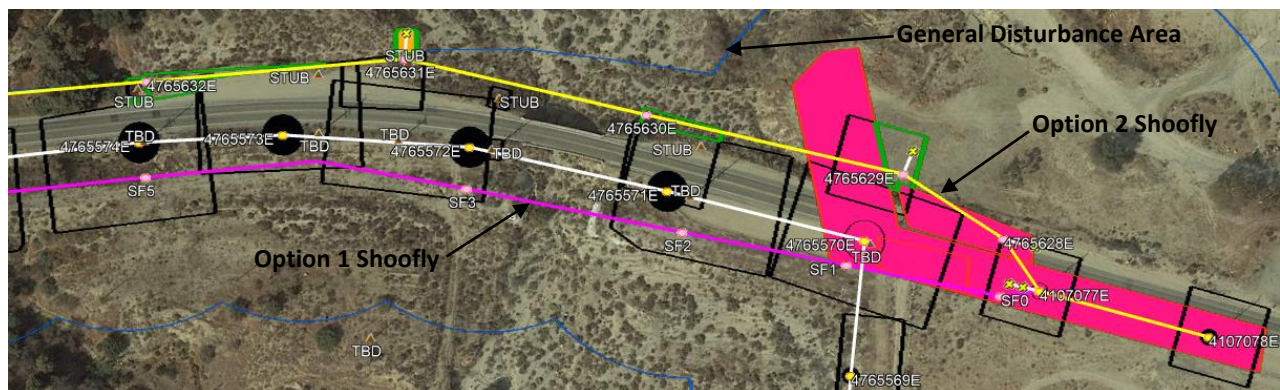 General Disturbance Area
STUB
4765631E
STUB
4765632E
STUB
STUB
4765630E
Option 2 Shoofly
TBD
4765574E
4765573E
TBD
TBD
4765572E
TBD
STUB
4765629E
SF5
SF3
4765571E
TBD
SF2
4765570E
TBD
4765628E
Option 1 Shoofly
SF1
SF0
4107077E
4107078E
TBD
4765569E